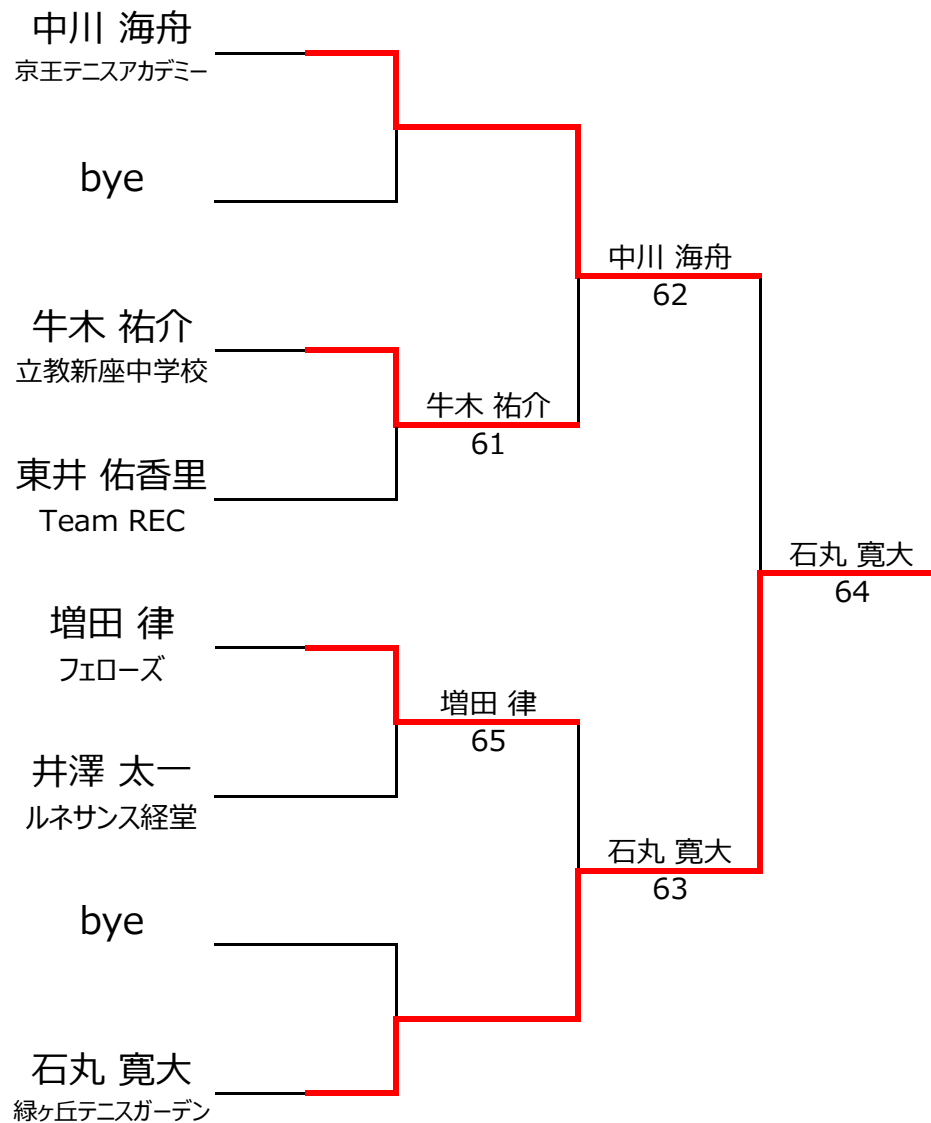 中川 海舟
京王テニスアカデミー
bye
中川 海舟
62
牛木 祐介
立教新座中学校
牛木 祐介
61
東井 佑香里
Team REC
石丸 寛大
64
増田 律
フェローズ
増田 律
65
井澤 太一
ルネサンス経堂
石丸 寛大
63
bye
石丸 寛大
緑ヶ丘テニスガーデン